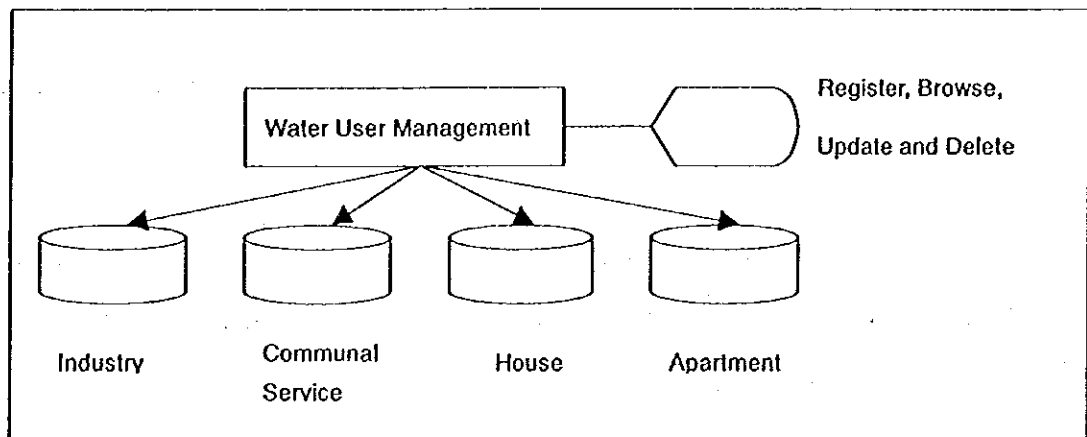 Register, Browse,
Water User Management
Update and Delete
Industry
Communal
Service
House
Apartment